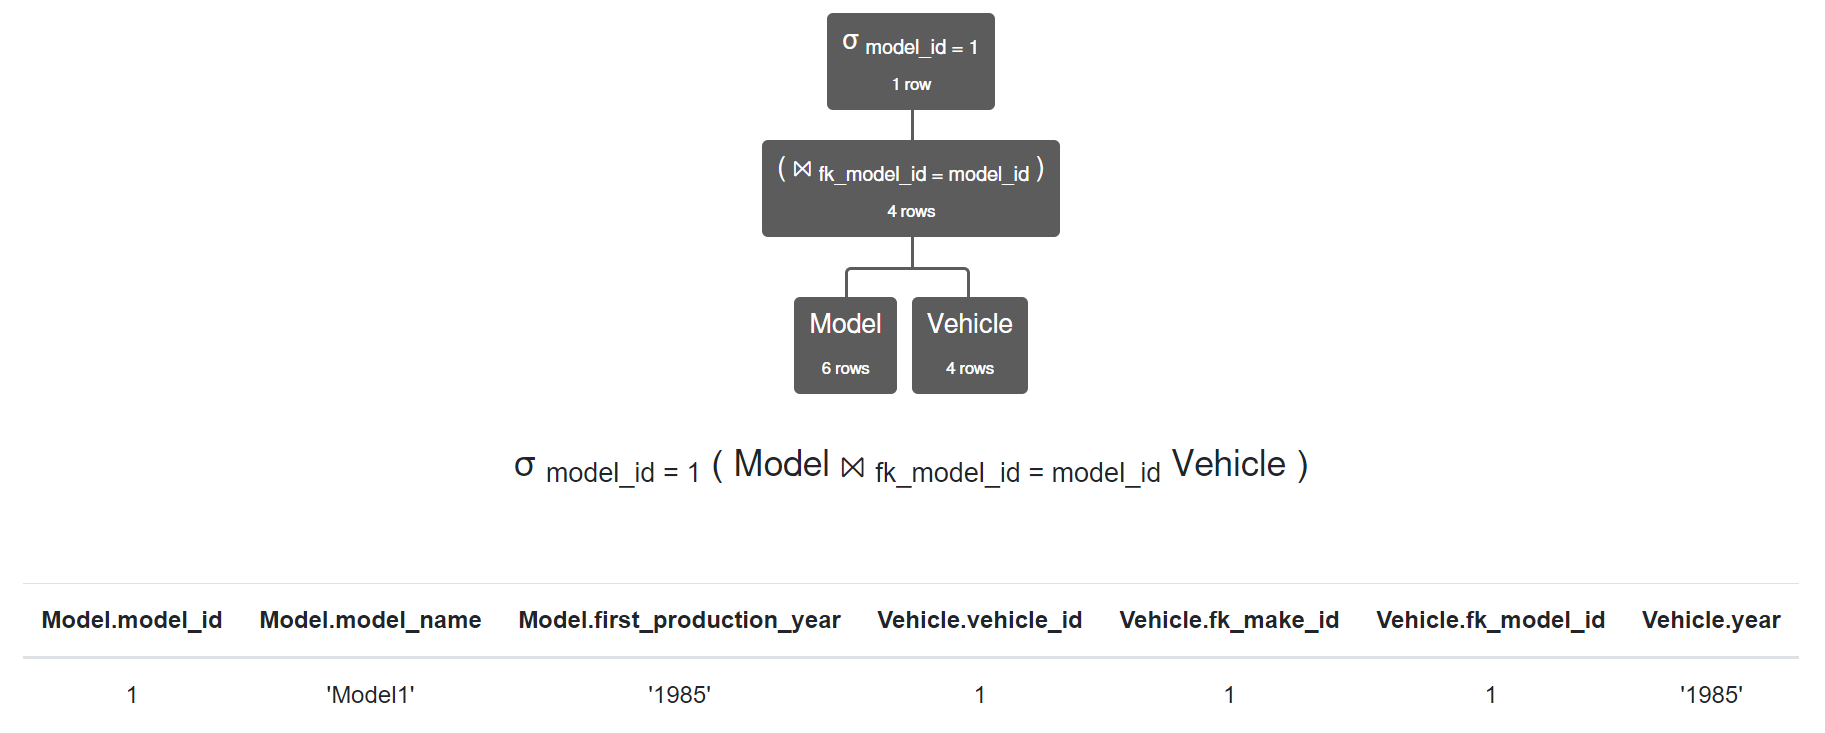 σ model_id = 1
1 row
( ⋈ fk_model_id = model_id )
4 rows
Model
6 rows
Vehicle
4 rows
σ model_id = 1 ( Model ⋈ fk_model_id = model_id Vehicle )
Model.model_id Model.model_name Model.first_production_year Vehicle.vehicle_id Vehicle.fk_make_id Vehicle.fk_model_id Vehicle.year
1 'Model1' '1985' 1 1 1 '1985'